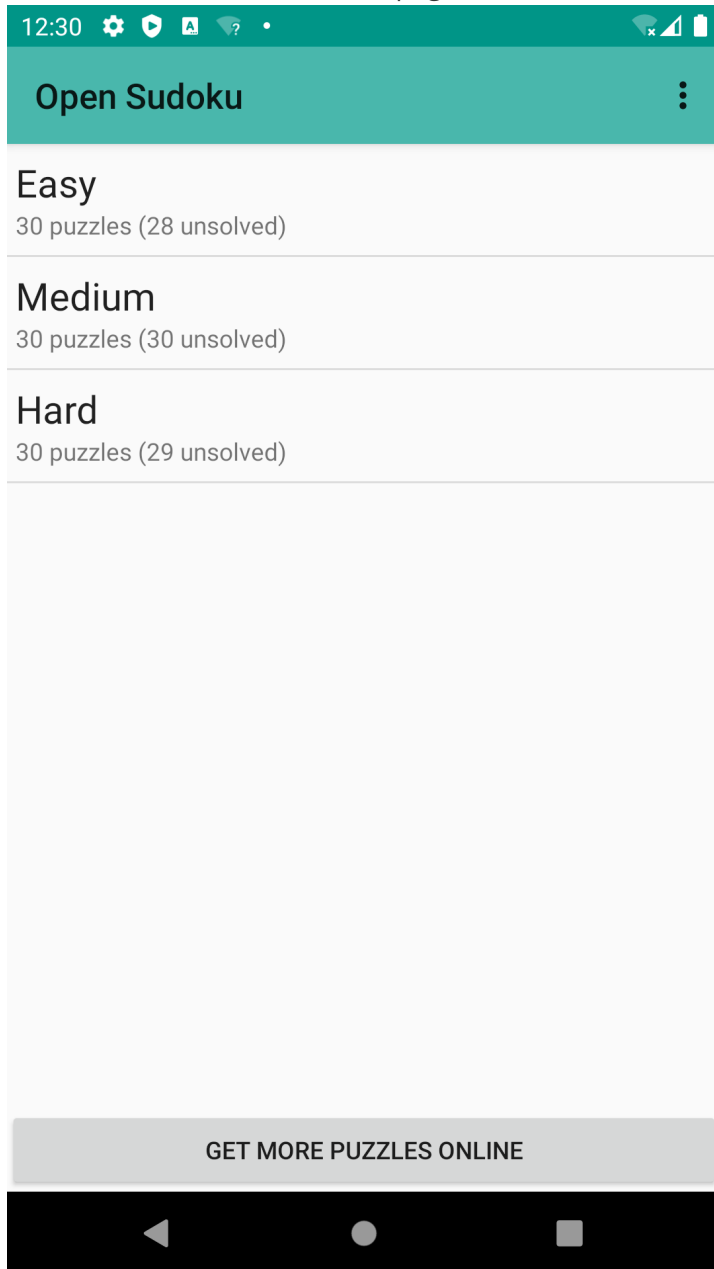 12:30
Open Sudoku
Easy
30 puzzles (28 unsolved)
Medium
30 puzzles (30 unsolved)
Hard
30 puzzles (29 unsolved)
GET MORE PUZZLES ONLINE